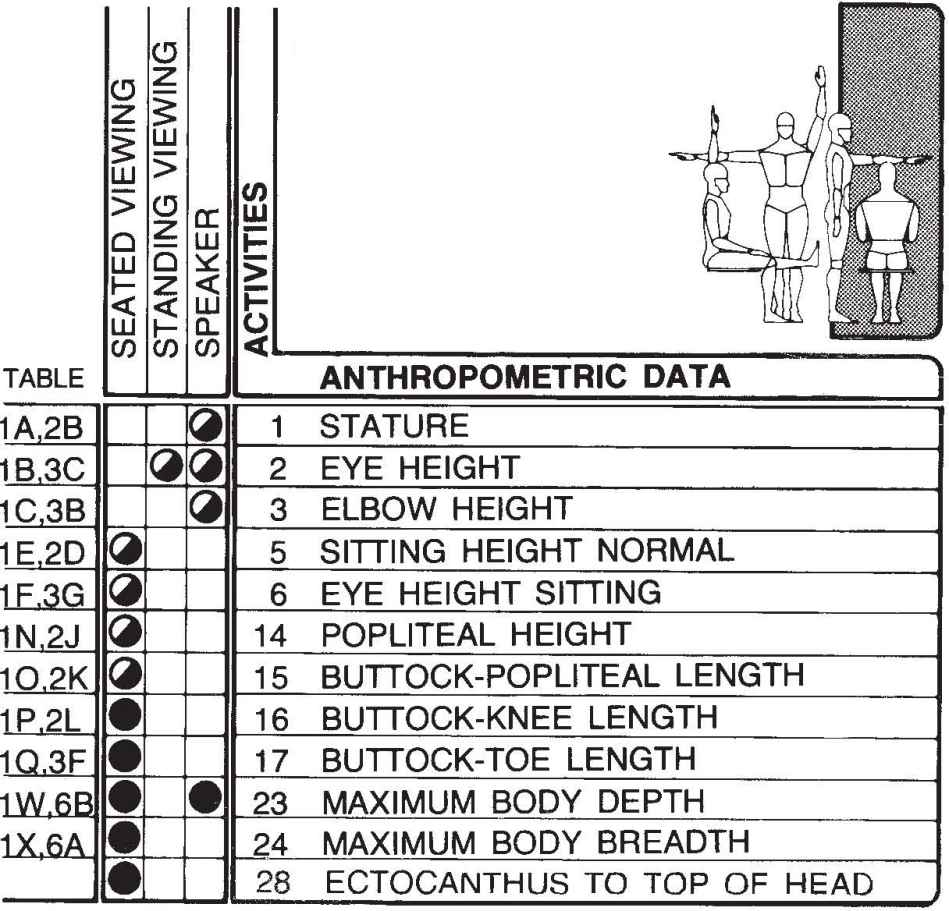 SEATED VIEWING
STANDING VIEWING
SPEAKER
ACTIVITIES
TABLE ANTHROPOMETRIC DATA
1A,2B 1 STATURE
1B,3C 2 EYE HEIGHT
1C,3B 3 ELBOW HEIGHT
1E,2D 5 SITTING HEIGHT NORMAL
1F,3G 6 EYE HEIGHT SITTING
1N,2J 14 POPLITEAL HEIGHT
1O,2K 15 BUTTOCK-POPLITEAL LENGTH
1P,2L 16 BUTTOCK-KNEE LENGTH
1Q,3F 17 BUTTOCK-TOE LENGTH
1W,6B 23 MAXIMUM BODY DEPTH
1X,6A 24 MAXIMUM BODY BREADTH
28 ECTOCANTHUS TO TOP OF HEAD